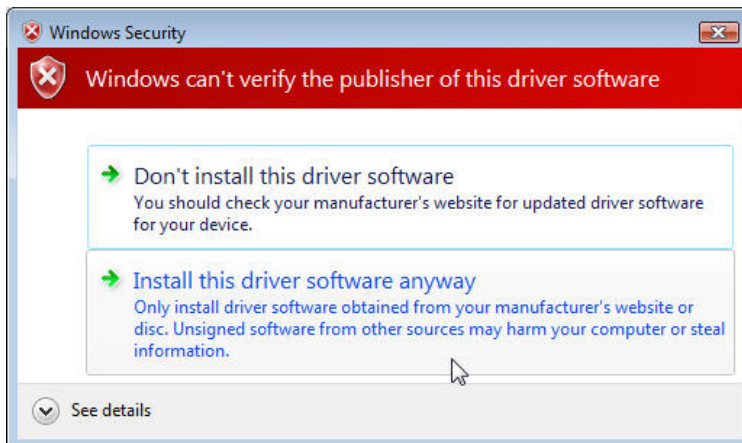 Windows Security
Windows can't verify the publisher of this driver software
Don't install this driver software
You should check your manufacturer's website for updated driver software
for your device.
Install this driver software anyway
Only install driver software obtained from your manufacturer's website or
disc. Unsigned software from other sources may harm your computer or steal
information.
See details